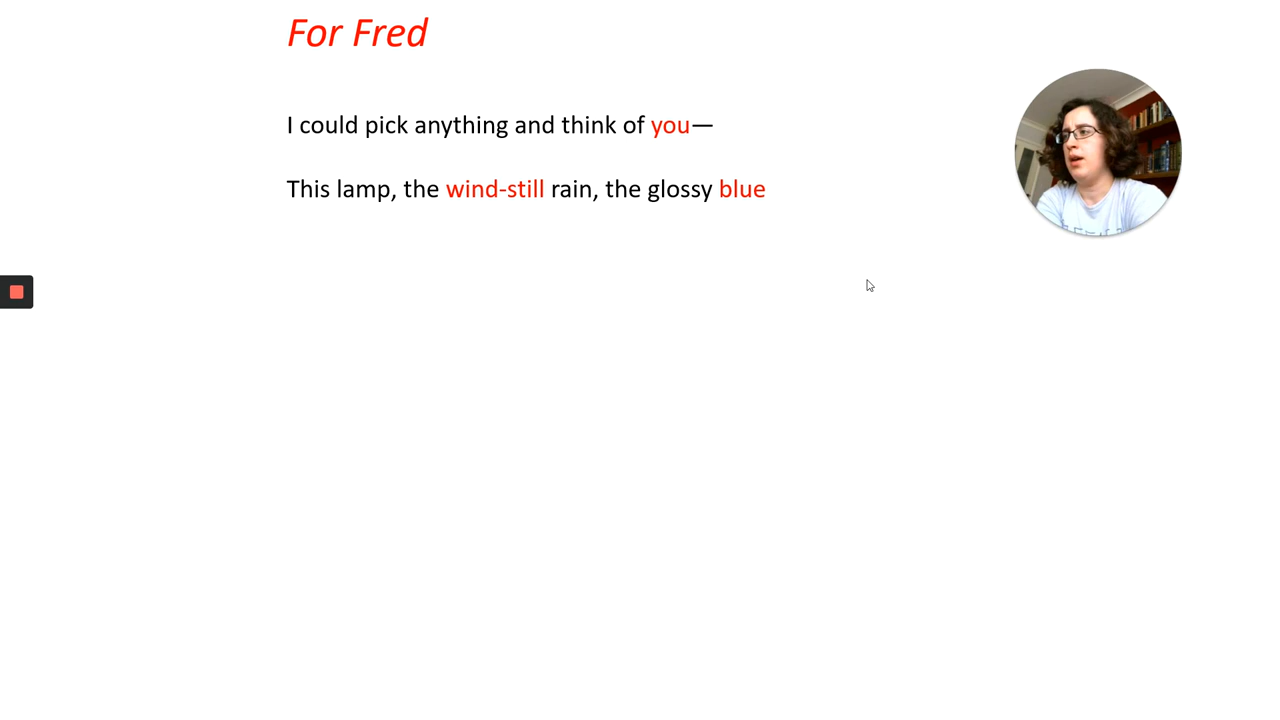 For Fred
I could pick anything and think of you—
This lamp, the wind-still rain, the glossy blue